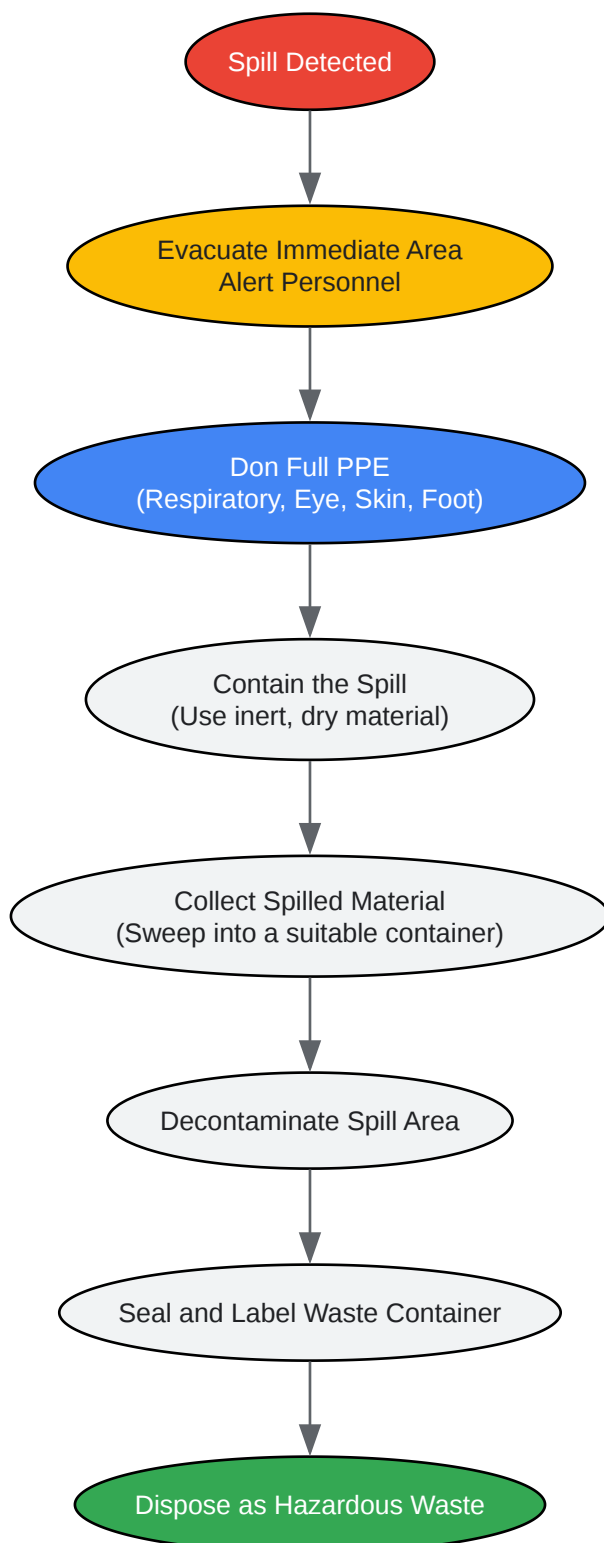 Spill Detected
Evacuate Immediate Area
Alert Personnel
Don Full PPE
(Respiratory, Eye, Skin, Foot)
Contain the Spill
(Use inert, dry material)
Collect Spilled Material
(Sweep into a suitable container)
Decontaminate Spill Area
Seal and Label Waste Container
Dispose as Hazardous Waste